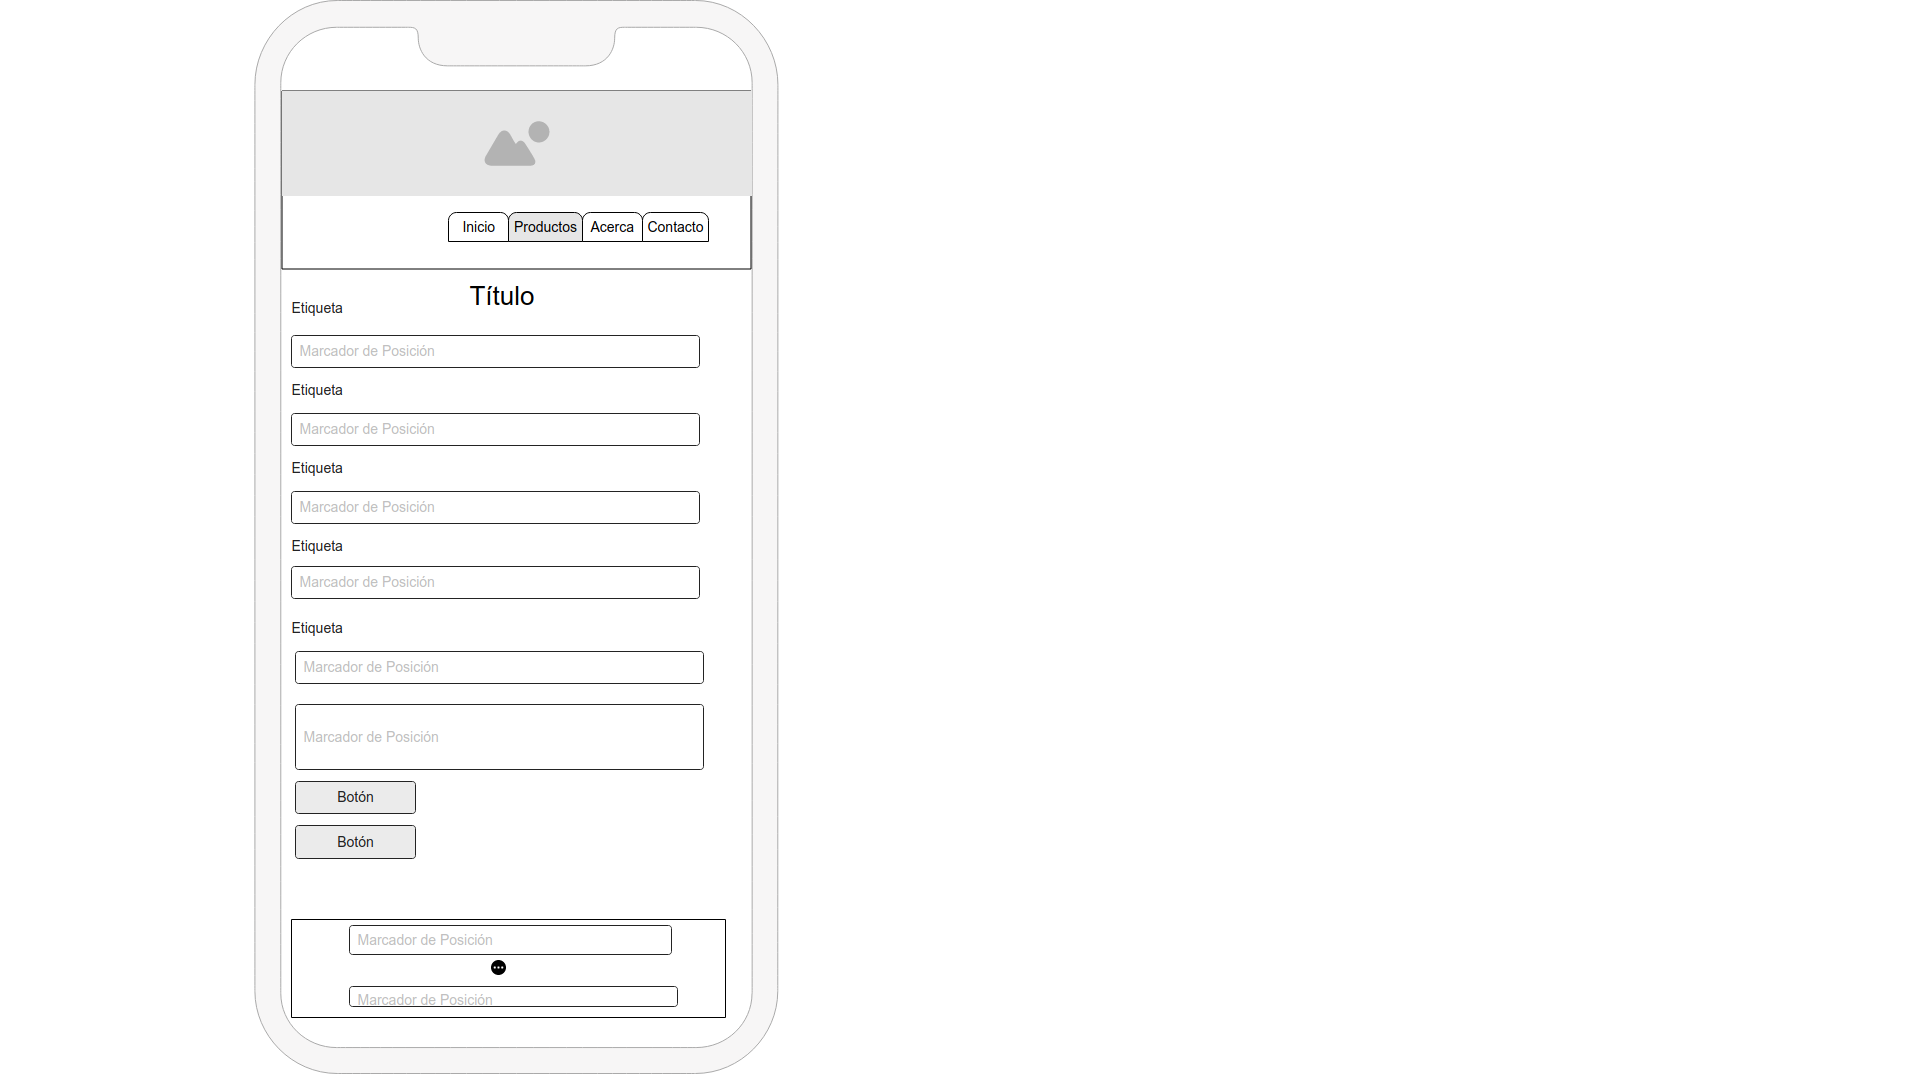 Inicio Productos Acerca Contacto
Título
Etiqueta
Marcador de Posición
Etiqueta
Marcador de Posición
Etiqueta
Marcador de Posición
Etiqueta
Marcador de Posición
Etiqueta
Marcador de Posición
Marcador de Posición
Botón
Botón
Marcador de Posición
Marcador de Posición